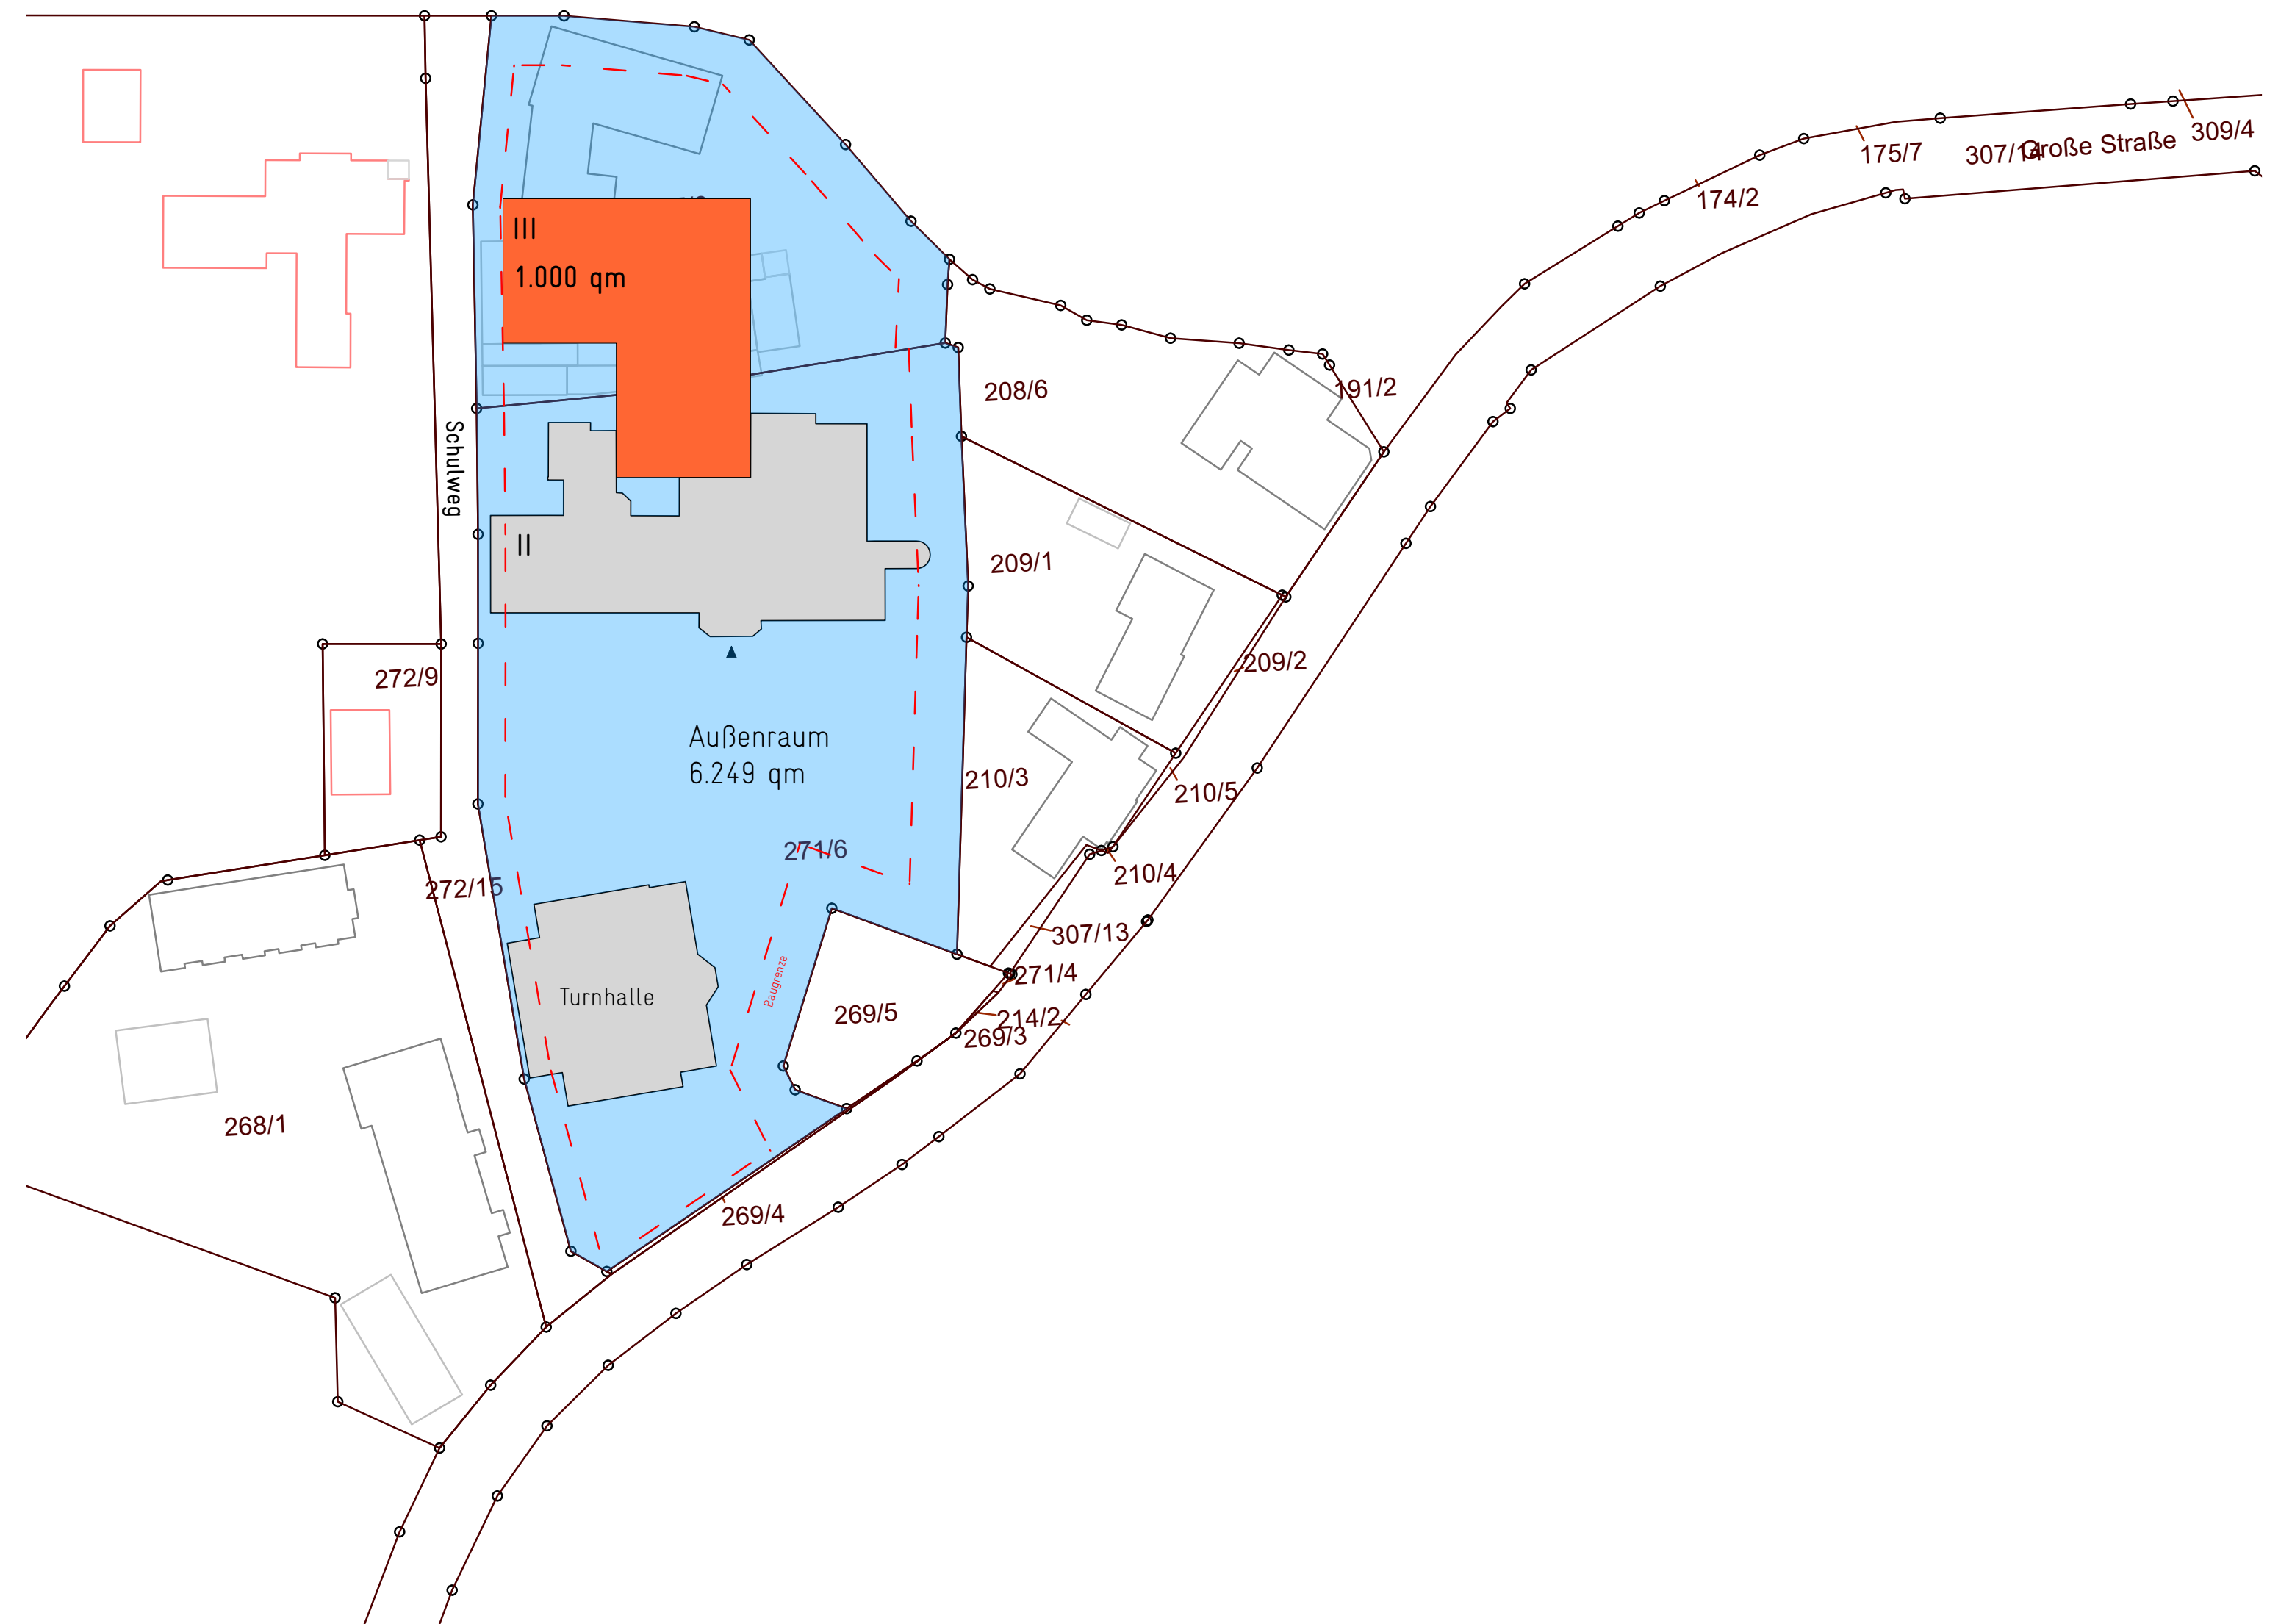 309/4
Große Straße
307/14
175/7
174/2
III
1.000 qm
191/2
208/6
Schulweg
II
209/1
209/2
272/9
Außenraum
6.249 qm
210/3
210/5
271/6
210/4
272/15
307/13
Baugrenze
271/4
Turnhalle
269/5
214/2
269/3
268/1
269/4